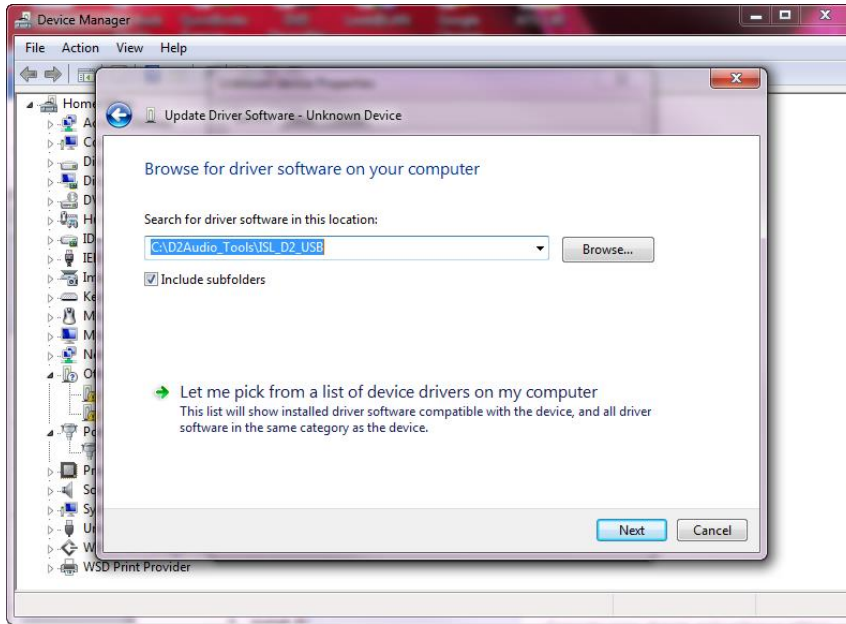 Device Manager
File Action View Help
Home
Update Driver Software - Unknown Device
Browse for driver software on your computer
Search for driver software in this location:
C:\D2Audio_Tools\ISL_D2_USB
Browse...
Include subfolders
Let me pick from a list of device drivers on my computer
This list will show installed driver software compatible with the device, and all driver
software in the same category as the device.
Next Cancel
WSD Print Provider